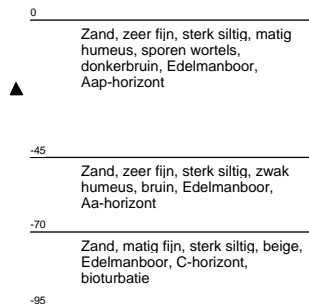 0
Zand, zeer fijn, sterk siltig, matig
humeus, sporen wortels,
donkerbruin, Edelmanboor,
Aap-horizont
-45
Zand, zeer fijn, sterk siltig, zwak
humeus, bruin, Edelmanboor,
Aa-horizont
-70
Zand, matig fijn, sterk siltig, beige,
Edelmanboor, C-horizont,
bioturbatie
-95